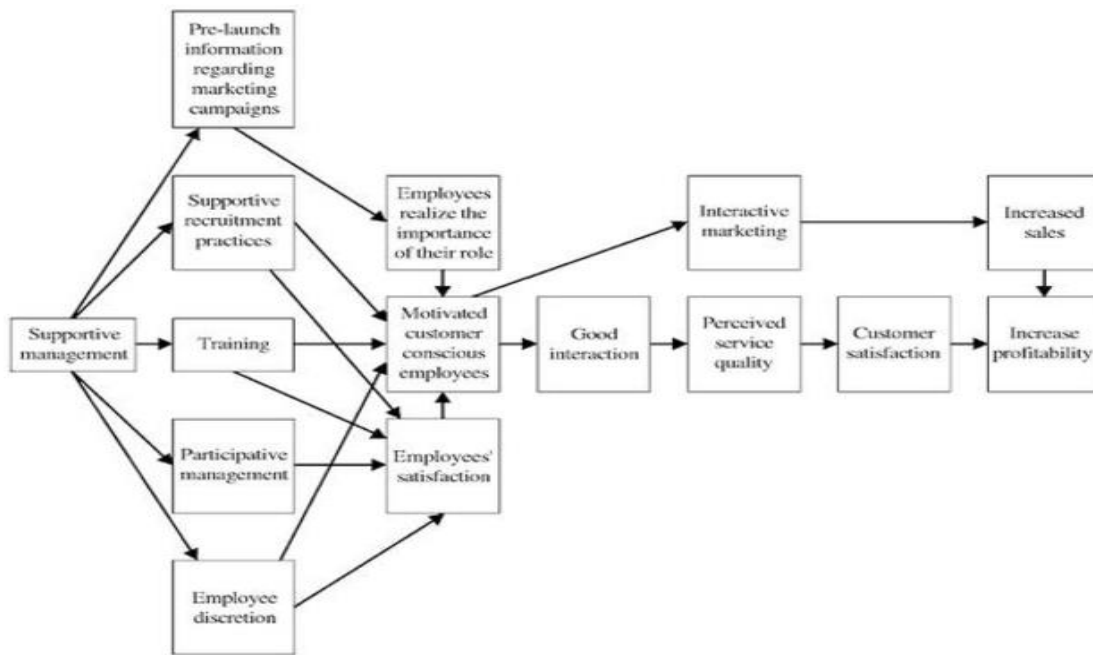 Pre-launch
information
regarding
marketing
campaigns
Supportive
recruitment
practices
Employees
realize the
importance
of their role
Interactive
marketing
Increased
sales
Supportive
management
Training
Motivated
customer
conscious
employees
Good
interaction
Perceived
service
quality
Customer
satisfaction
Increase
profitability
Participative
management
Employees'
satisfaction
Employee
discretion